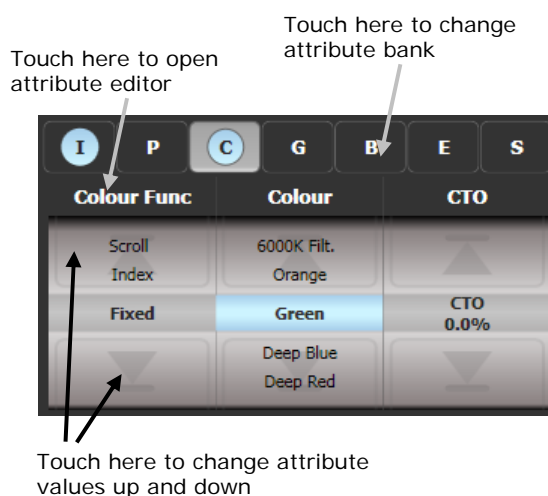 Touch here to change
attribute bank
Touch here to open
attribute editor
I P C G B E S
Colour Func Colour CTO
Scroll 6000K Filt.
Index Orange
Fixed Green CTO
0.0%
Deep Blue
Deep Red
Touch here to change attribute
values up and down